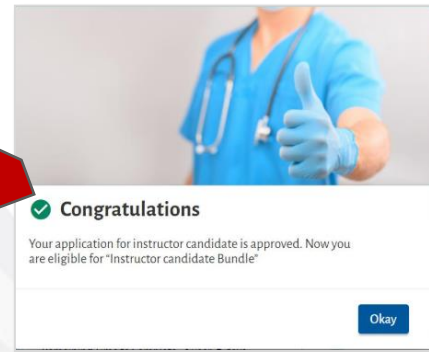 Congratulations
Your application for instructor candidate is approved. Now you
are eligible for “Instructor candidate Bundle”
Okay